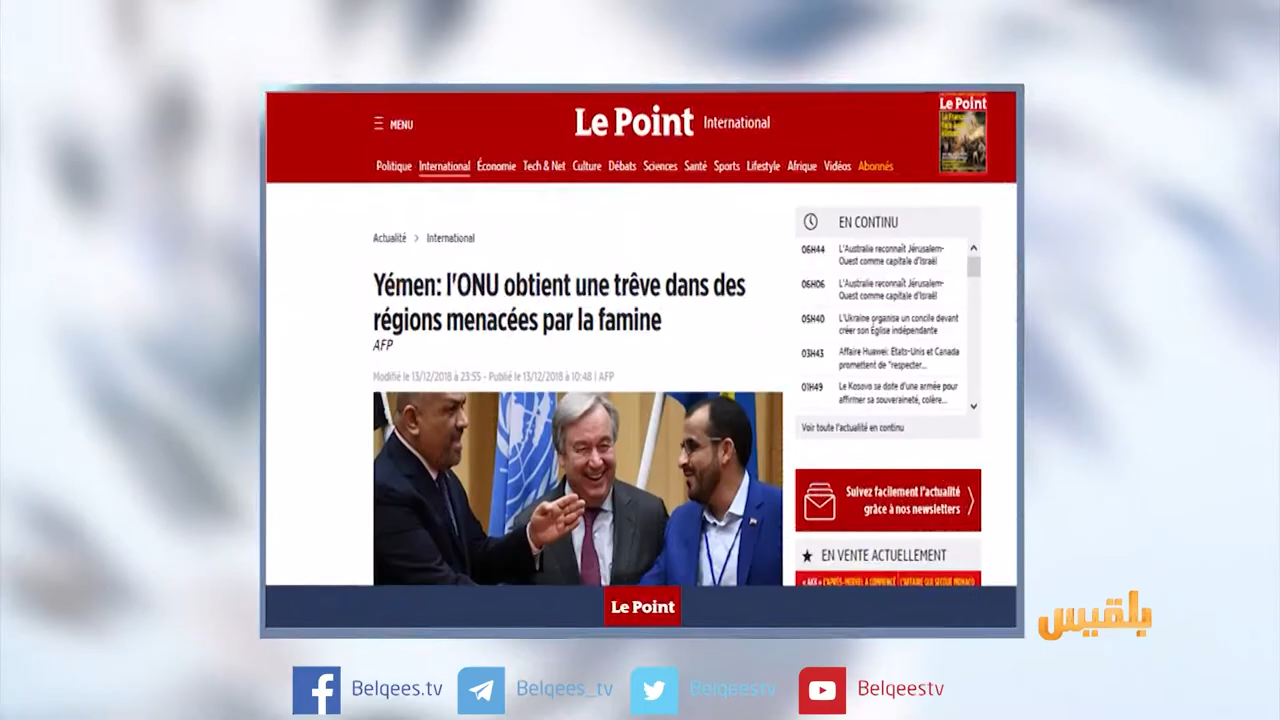 MENU
Le Point International
Le Point
Politique International Économie Tech & Net Culture Débats Sciences Santé Sports Lifestyle Afrique Vidéos Abonnés
Actualité > International
Yémen: l'ONU obtient une trêve dans des
régions menacées par la famine
AFP
Modifié le 13/12/2018 à 23:55 - Publié le 13/12/2018 à 10:48 | AFP
EN CONTINU
06H44 L'Australie reconnaît Jérusalem-
Ouest comme capitale d'Israël
06H06 L'Australie reconnaît Jérusalem-
Ouest comme capitale d'Israël
05H40 L'Ukraine organise un concile devant
créer son Église indépendante
03H43 Affaire Huawei: Etats-Unis et Canada
promettent de "respecter...
01H49 Le Kosovo se dote d'une armée pour
affirmer sa souveraineté, colère...
Voir toute l'actualité en continu
Suivez facilement l'actualité
grâce à nos newsletters
EN VENTE ACTUELLEMENT
Le Point
بلقيس
Belqees.tv Belqees_tv Belqeestv Belqeestv